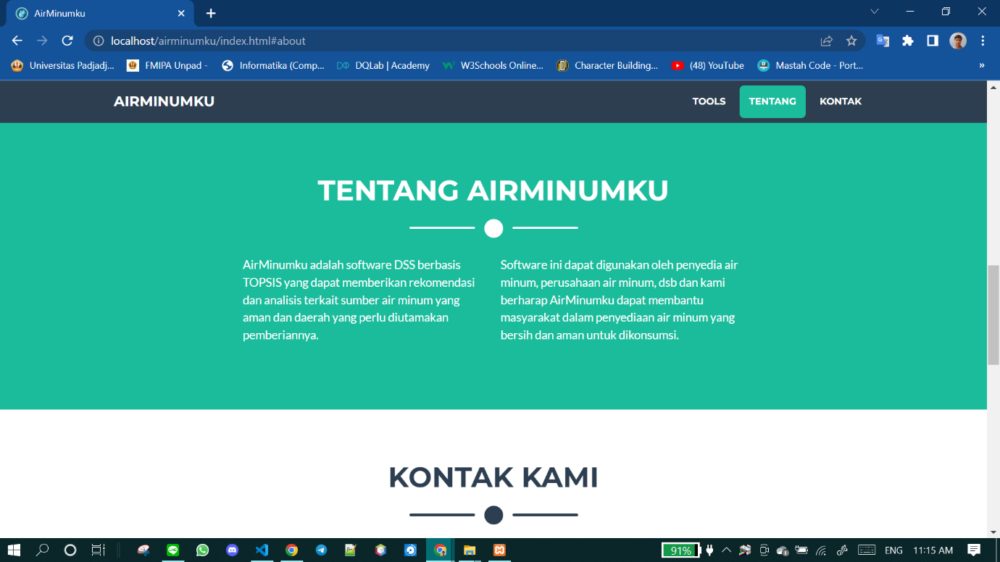 AirMinumku
localhost/airminumku/index.html#about
Universitas Padjadj...
FMIPA Unpad -
Informatika (Comp...
DQLab | Academy
W3Schools Online...
Character Building...
(48) YouTube
Mastah Code - Port...
»
AIRMINUMKU
TOOLS
TENTANG
KONTAK
TENTANG AIRMINUMKU
AirMinumku adalah software DSS berbasis
TOPSIS yang dapat memberikan rekomendasi
dan analisis terkait sumber air minum yang
aman dan daerah yang perlu diutamakan
pemberiannya.
Software ini dapat digunakan oleh penyedia air
minum, perusahaan air minum, dsb dan kami
berharap AirMinumku dapat membantu
masyarakat dalam penyediaan air minum yang
bersih dan aman untuk dikonsumsi.
KONTAK KAMI
91%
ENG
11:15 AM